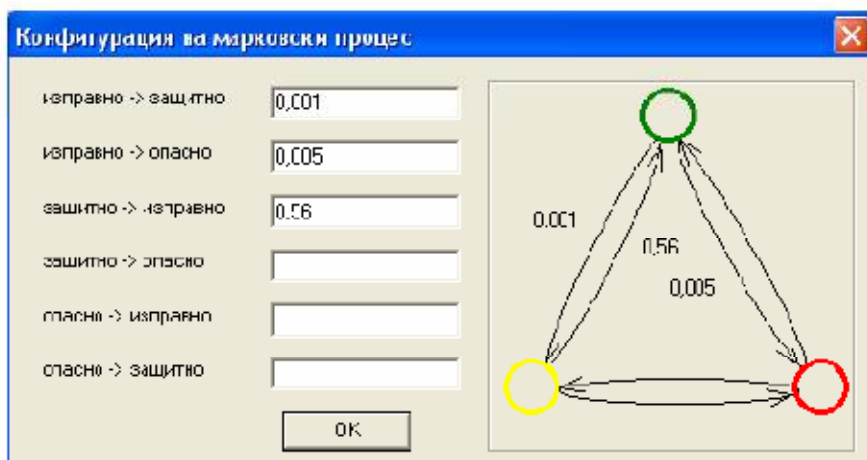 Конфигурация на марковски процес
изправно -> защитно 0,001
изправно -> опасно 0,005
защитно -> изправно 0.56
защитно -> опасно
опасно -> изправно
опасно -> защитно
OK
0.001
0,56
0,005